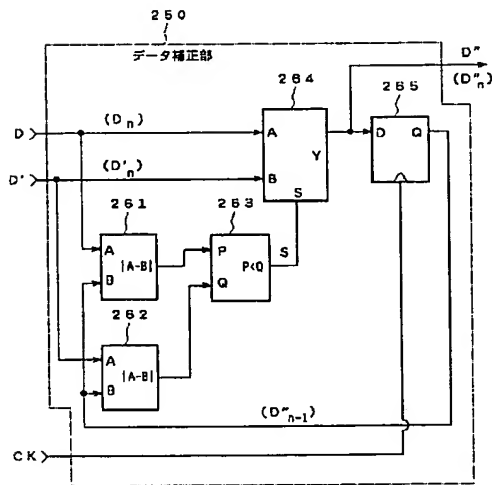 250
データ補正部
D"
(D"n)
264
265
D
(Dn)
A
Y
D Q
D'
(D'n)
B
S
261
263
A
|A-B|
B
P
P<Q
Q
S
262
A
|A-B|
B
(D"n-1)
CK